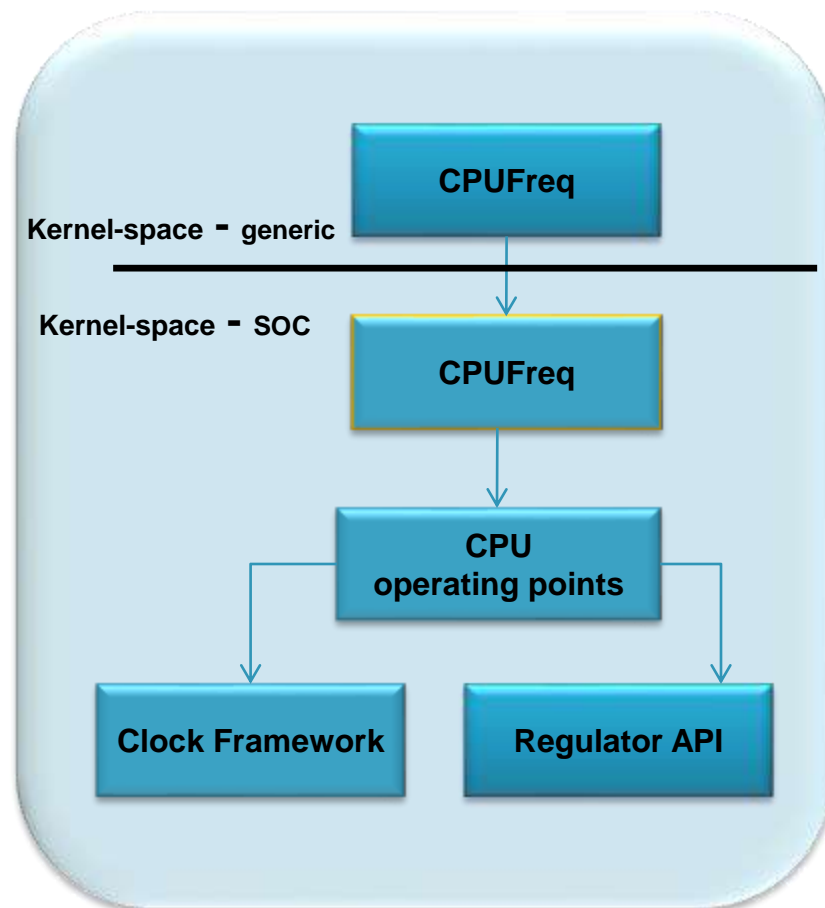 CPUFreq
Kernel-space - generic
Kernel-space - SOC
CPUFreq
CPU
operating points
Clock Framework
Regulator API